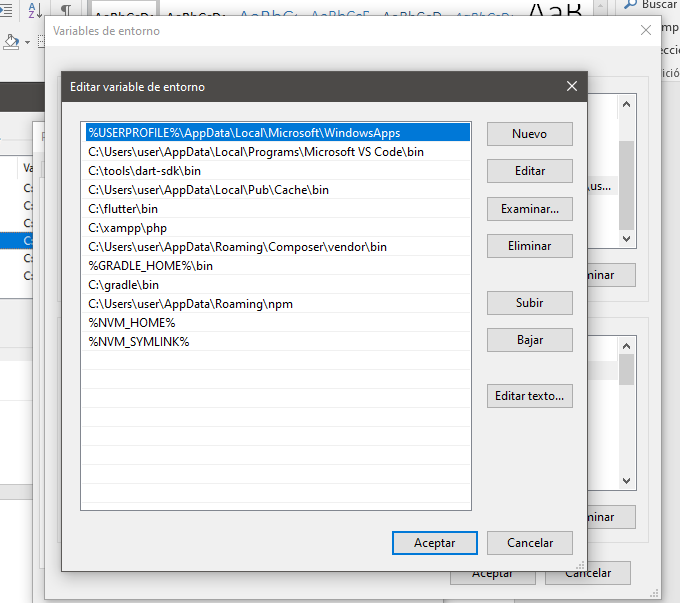 Buscar
Variables de entorno
Editar variable de entorno
%USERPROFILE%\AppData\Local\Microsoft\WindowsApps
C:\Users\user\AppData\Local\Programs\Microsoft VS Code\bin
C:\tools\dart-sdk\bin
C:\Users\user\AppData\Local\Pub\Cache\bin
C:\flutter\bin
C:\xampp\php
C:\Users\user\AppData\Roaming\Composer\vendor\bin
%GRADLE_HOME%\bin
C:\gradle\bin
C:\Users\user\AppData\Roaming\npm
%NVM_HOME%
%NVM_SYMLINK%
Nuevo
Editar
Examinar...
Eliminar
Subir
Bajar
Editar texto...
Aceptar
Cancelar
\us...
minar
minar
Aceptar
Cancelar